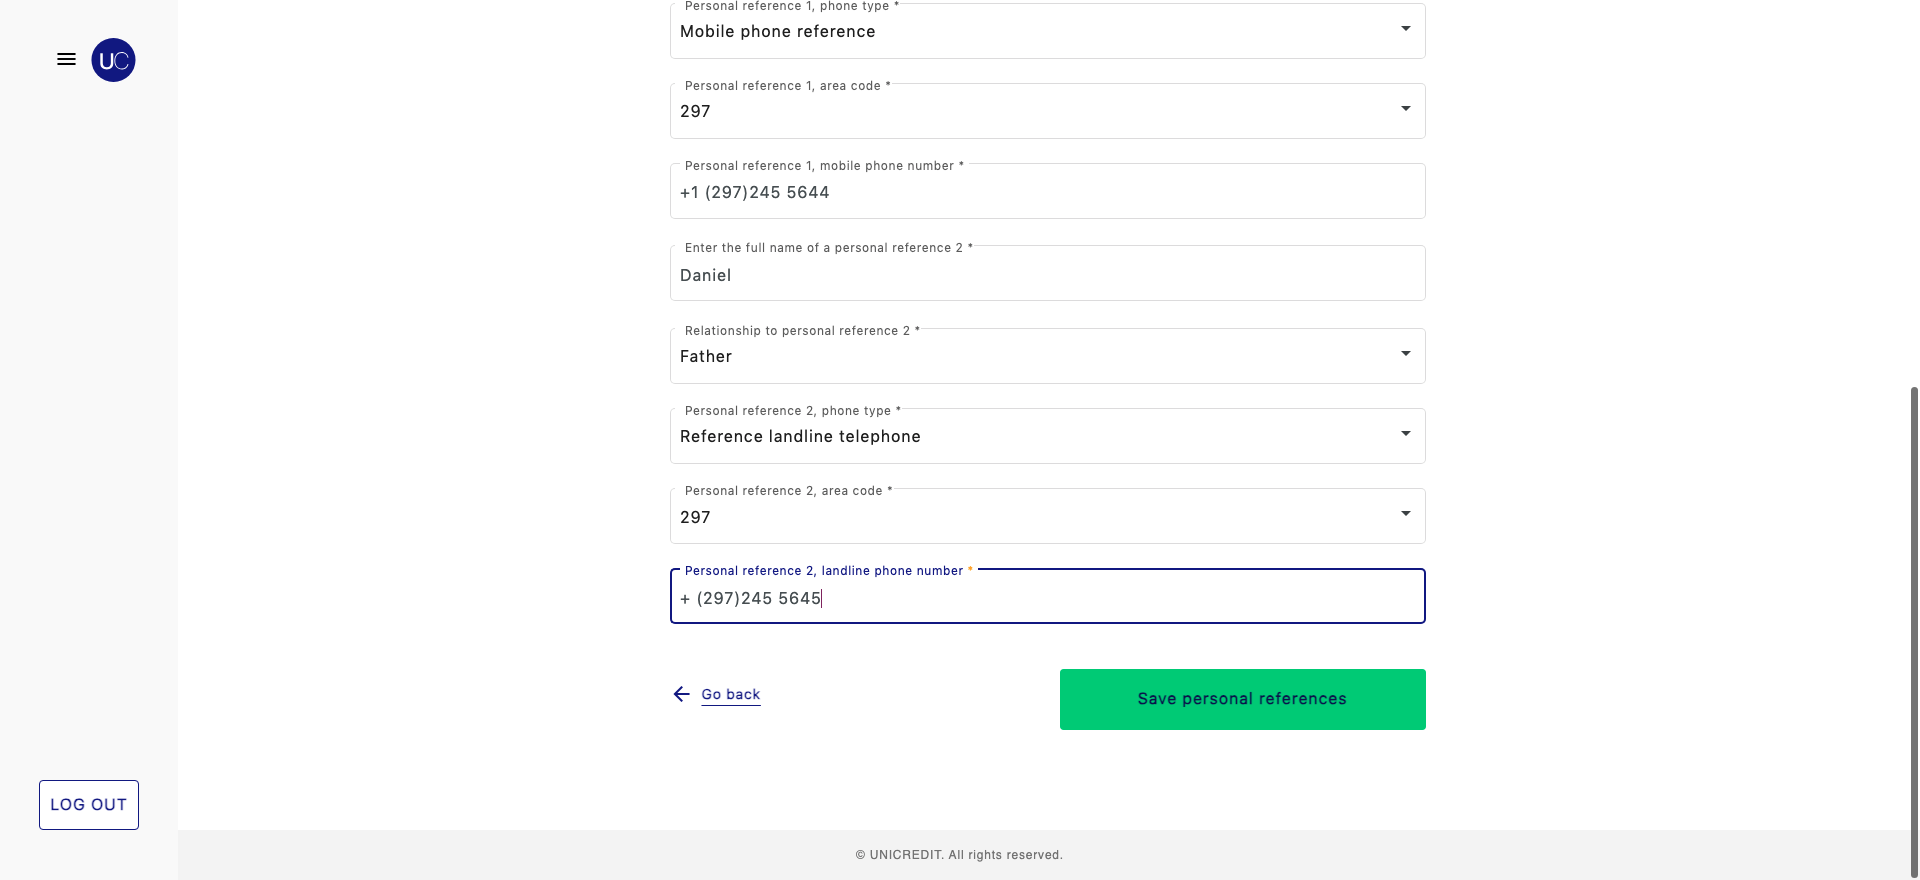 Personal reference 1, phone type *
Mobile phone reference
UC
Personal reference 1, area code *
297
Personal reference 1, mobile phone number *
+1 (297)245 5644
Enter the full name of a personal reference 2 *
Daniel
Relationship to personal reference 2 *
Father
Personal reference 2, phone type *
Reference landline telephone
Personal reference 2, area code *
297
Personal reference 2, landline phone number *
+ (297)245 5645
Go back
Save personal references
LOG OUT
© UNICREDIT. All rights reserved.